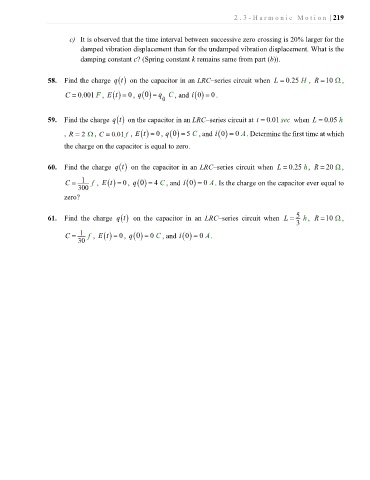 2.3-Harmonic Motion | 219
c) It is observed that the time interval between successive zero crossing is 20% larger for the
damped vibration displacement than for the undamped vibration displacement. What is the
damping constant c? (Spring constant k remains same from part (b)).
58. Find the charge q(t) on the capacitor in an LRC–series circuit when L = 0.25 H , R = 10 Ω ,
C = 0.001 F , E(t) = 0 , q(0) = q₀ C , and i(0) = 0 .
59. Find the charge q(t) on the capacitor in an LRC–series circuit at t = 0.01 sec when L = 0.05 h
, R = 2 Ω , C = 0.01 f , E(t) = 0 , q(0) = 5 C , and i(0) = 0 A . Determine the first time at which
the charge on the capacitor is equal to zero.
60. Find the charge q(t) on the capacitor in an LRC–series circuit when L = 0.25 h , R = 20 Ω ,
C = 1/300 f , E(t) = 0 , q(0) = 4 C , and i(0) = 0 A . Is the charge on the capacitor ever equal to
zero?
61. Find the charge q(t) on the capacitor in an LRC–series circuit when L = 5/3 h , R = 10 Ω ,
C = 1/30 f , E(t) = 0 , q(0) = 0 C , and i(0) = 0 A .